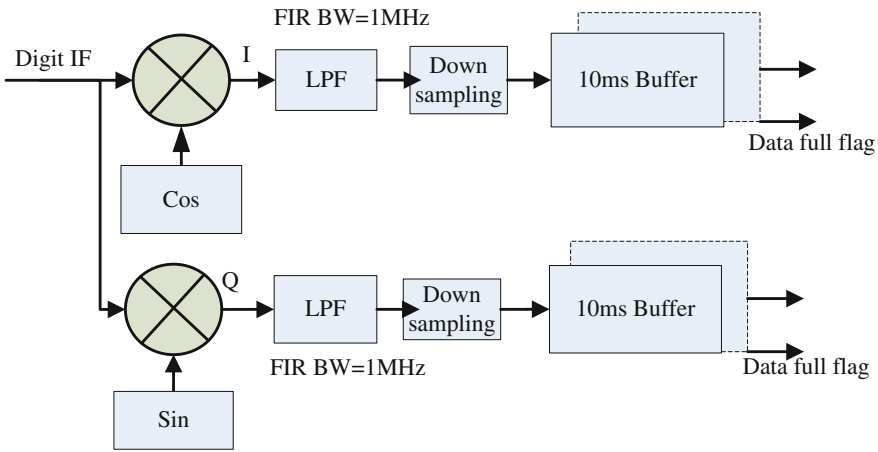 FIR BW=1MHz
Digit IF
I
LPF
Down
sampling
10ms Buffer
Data full flag
Cos
Q
LPF
Down
sampling
10ms Buffer
FIR BW=1MHz
Data full flag
Sin